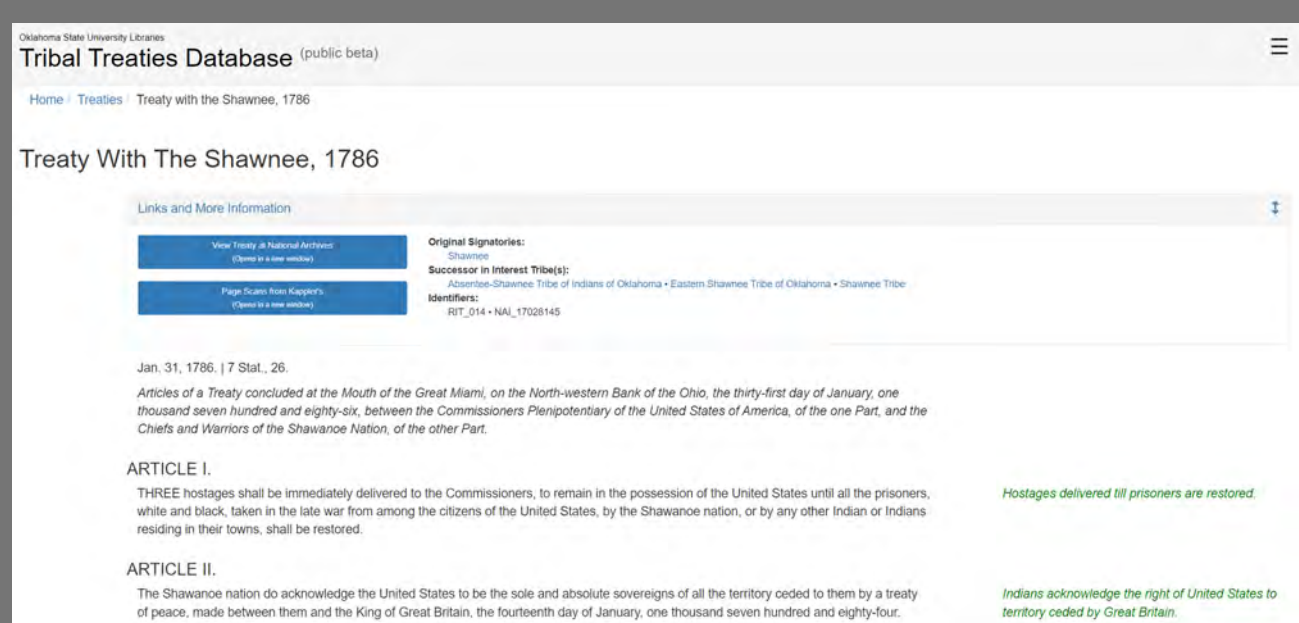 Oklahoma State University Libraries
Tribal Treaties Database (public beta)
Home / Treaties / Treaty with the Shawnee, 1786
Treaty With The Shawnee, 1786
Links and More Information
View Treaty at National Archives
(Opens in a new window)
Page Scans from Kappler's
(Opens in a new window)
Original Signatories:
Shawnee
Successor in Interest Tribe(s):
Absentee-Shawnee Tribe of Indians of Oklahoma • Eastern Shawnee Tribe of Oklahoma • Shawnee Tribe
Identifiers:
RIT_014 • NAI_17028145
Jan. 31, 1786. | 7 Stat., 26.
Articles of a Treaty concluded at the Mouth of the Great Miami, on the North-western Bank of the Ohio, the thirty-first day of January, one
thousand seven hundred and eighty-six, between the Commissioners Plenipotentiary of the United States of America, of the one Part, and the
Chiefs and Warriors of the Shawanoe Nation, of the other Part.
ARTICLE I.
THREE hostages shall be immediately delivered to the Commissioners, to remain in the possession of the United States until all the prisoners,
white and black, taken in the late war from among the citizens of the United States, by the Shawanoe nation, or by any other Indian or Indians
residing in their towns, shall be restored.
Hostages delivered till prisoners are restored.
ARTICLE II.
The Shawanoe nation do acknowledge the United States to be the sole and absolute sovereigns of all the territory ceded to them by a treaty
of peace, made between them and the King of Great Britain, the fourteenth day of January, one thousand seven hundred and eighty-four.
Indians acknowledge the right of United States to
territory ceded by Great Britain.